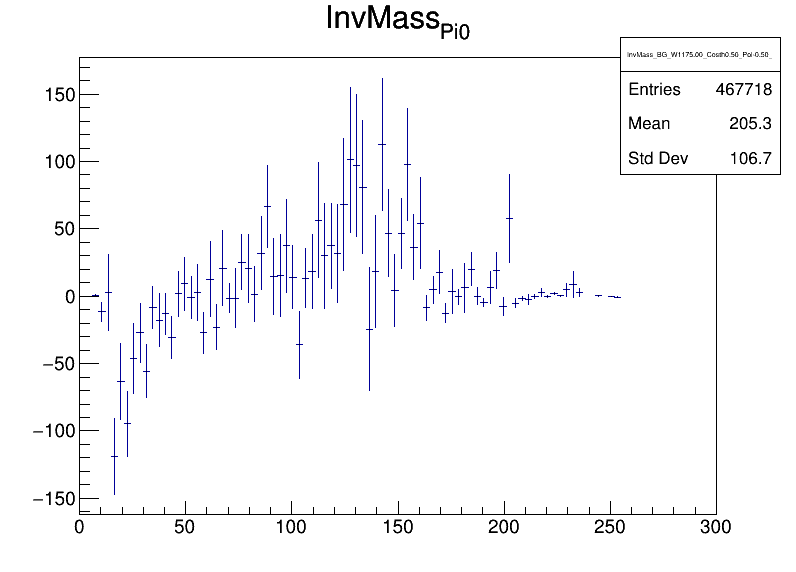 InvMass_Pi0
InvMass_BG_W1175.00_Costh0.50_Pol-0.50_
Entries 467718
Mean 205.3
Std Dev 106.7
150
100
50
0
−50
−100
−150
0 50 100 150 200 250 300